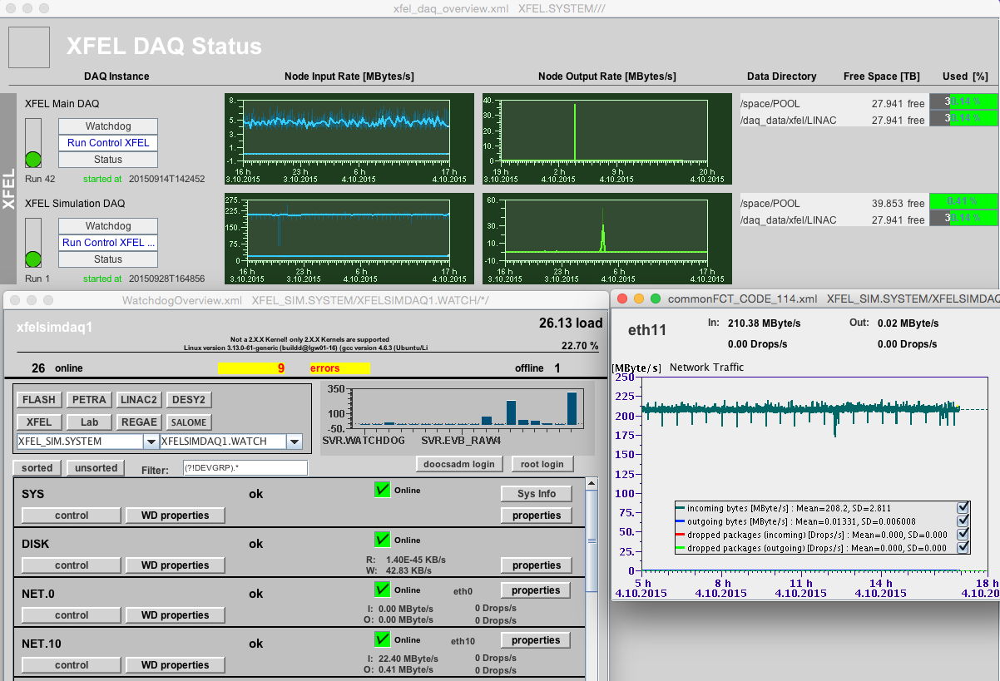 xfel_daq_overview.xml XFEL.SYSTEM///
XFEL DAQ Status
DAQ Instance Node Input Rate [MBytes/s] Node Output Rate [MBytes/s] Data Directory Free Space [TB] Used [%]
XFEL
XFEL Main DAQ
Watchdog
Run Control XFEL
Status
Run 42 started at 20150914T142452
8.
5.
3.
1.
-1.
16 h 23 h 6 h 17 h
3.10.2015 3.10.2015 4.10.2015 4.10.2015
40.
30.
20.
10.
0
19 h 2 h 9 h 20 h
3.10.2015 4.10.2015 4.10.2015 4.10.2015
/space/POOL 27.941 free 30.14 %
/daq_data/xfel/LINAC 27.941 free 30.14 %
XFEL Simulation DAQ
Watchdog
Run Control XFEL ...
Status
Run 1 started at 20150928T164856
275.
225.
150.
75.
0
16 h 23 h 6 h 17 h
3.10.2015 3.10.2015 4.10.2015 4.10.2015
60.
30.
10.
-10.
16 h 23 h 6 h 17 h
3.10.2015 3.10.2015 4.10.2015 4.10.2015
/space/POOL 39.853 free 0.41 %
/daq_data/xfel/LINAC 27.941 free 30.14 %
WatchdogOverview.xml XFEL_SIM.SYSTEM/XFELSIMDAQ1.WATCH/*/
xfelsimdaq1 26.13 load
Not a 2.X.X Kernel! only 2.X.X Kernels are supported
Linux version 3.13.0-61-generic (buildd@lgw01-16) (gcc version 4.6.3 (Ubuntu/Li 22.70 %
26 online 9 errors offline 1
FLASH PETRA LINAC2 DESY2
XFEL Lab REGAE SALOME
XFEL_SIM.SYSTEM XFELSIMDAQ1.WATCH
350
100
-50.
SVR.WATCHDOG SVR.EVB_RAW4
sorted unsorted Filter: (?!DEVGRP).* doocsadm login root login
SYS ok Online Sys Info
control WD properties properties
DISK ok Online
R: 1.40E-45 KB/s
control WD properties W: 42.83 KB/s properties
NET.0 ok Online eth0 properties
I: 0.00 MByte/s 0 Drops/s
control WD properties O: 0.00 MByte/s 0 Drops/s
NET.10 ok Online eth10 properties
I: 22.40 MByte/s 0 Drops/s
control WD properties O: 0.41 MByte/s 0 Drops/s
commonFCT_CODE_114.xml XFEL_SIM.SYSTEM/XFELSIMDAQ
eth11 In: 210.38 MByte/s Out: 0.02 MByte/s
0.00 Drops/s 0.00 Drops/s
[MByte/s] Network Traffic
250
225
200
175
150
125
100
75.
50.
25.
0
incoming bytes [MByte/s] : Mean=208.2, SD=2.811
outgoing bytes [MByte/s] : Mean=0.01331, SD=0.006008
dropped packages (incoming) [Drops/s] : Mean=0.000, SD=0.000
dropped packages (outgoing) [Drops/s] : Mean=0.000, SD=0.000
5 h 8 h 11 h 14 h 18 h
4.10.2015 4.10.2015 4.10.2015 4.10.2015 4.10.20